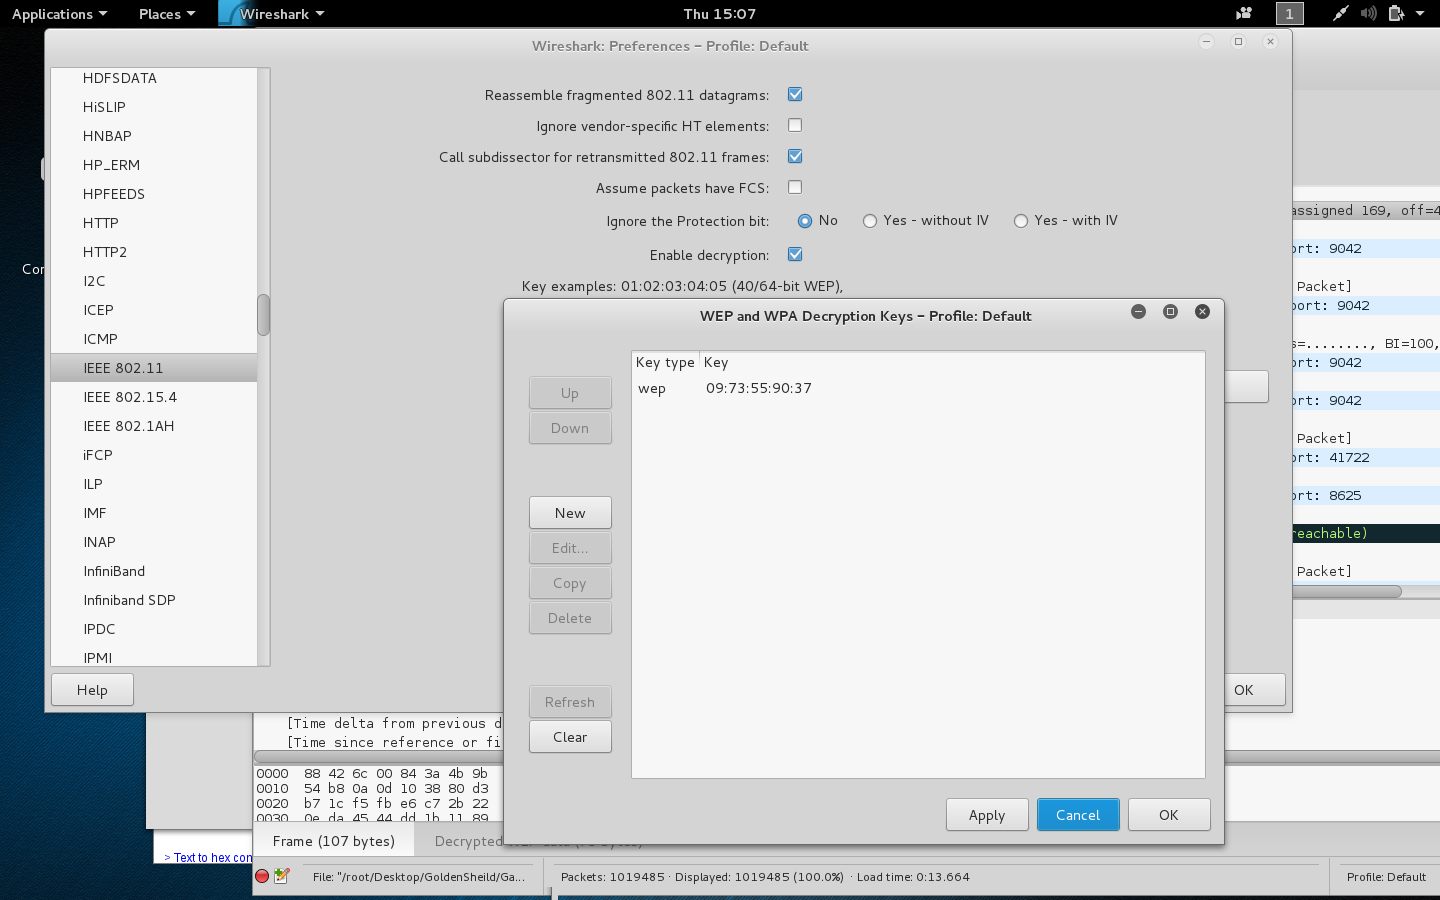 Applications Places Wireshark Thu 15:07 1
Wireshark: Preferences – Profile: Default
HDFSDATA
HiSLIP
HNBAP
HP_ERM
HPFEEDS
HTTP
HTTP2
I2C
ICEP
ICMP
IEEE 802.11
IEEE 802.15.4
IEEE 802.1AH
iFCP
ILP
IMF
INAP
InfiniBand
Infiniband SDP
IPDC
IPMI
Help
Reassemble fragmented 802.11 datagrams:
Ignore vendor-specific HT elements:
Call subdissector for retransmitted 802.11 frames:
Assume packets have FCS:
Ignore the Protection bit: No Yes - without IV Yes - with IV
Enable decryption:
Key examples: 01:02:03:04:05 (40/64-bit WEP),
OK
WEP and WPA Decryption Keys – Profile: Default
Key type Key
wep 09:73:55:90:37
Up
Down
New
Edit...
Copy
Delete
Refresh
Clear
Apply Cancel OK
Cor
assigned 169, off=4
ort: 9042
Packet]
ort: 9042
s=........, BI=100,
ort: 9042
ort: 9042
Packet]
ort: 41722
ort: 8625
reachable)
Packet]
[Time delta from previous d
[Time since reference or fi
0000 88 42 6c 00 84 3a 4b 9b
0010 54 b8 0a 0d 10 38 80 d3
0020 b7 1c f5 fb e6 c7 2b 22
0030 0e da 45 44 dd 1b 11 89
Frame (107 bytes) Decrypted
> Text to hex con
File: "/root/Desktop/GoldenSheild/Ga... Packets: 1019485 · Displayed: 1019485 (100.0%) · Load time: 0:13.664 Profile: Default